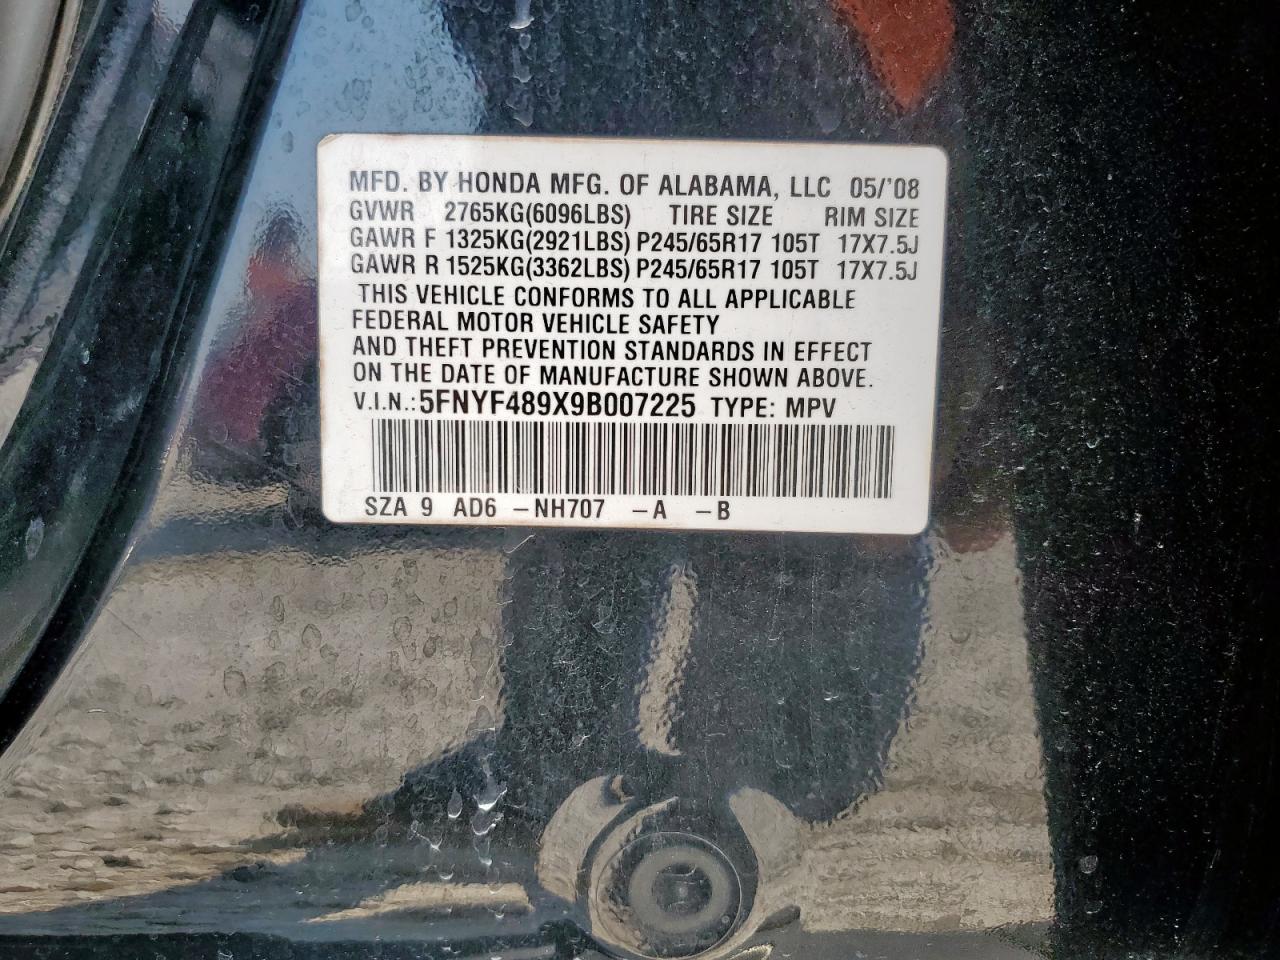 MFD. BY HONDA MFG. OF ALABAMA, LLC 05/'08
GVWR 2765KG(6096LBS) TIRE SIZE RIM SIZE
GAWR F 1325KG(2921LBS) P245/65R17 105T 17X7.5J
GAWR R 1525KG(3362LBS) P245/65R17 105T 17X7.5J
THIS VEHICLE CONFORMS TO ALL APPLICABLE
FEDERAL MOTOR VEHICLE SAFETY
AND THEFT PREVENTION STANDARDS IN EFFECT
ON THE DATE OF MANUFACTURE SHOWN ABOVE.
V.I.N.: 5FNYF489X9B007225 TYPE: MPV
SZA 9 AD6 -NH707 -A -B